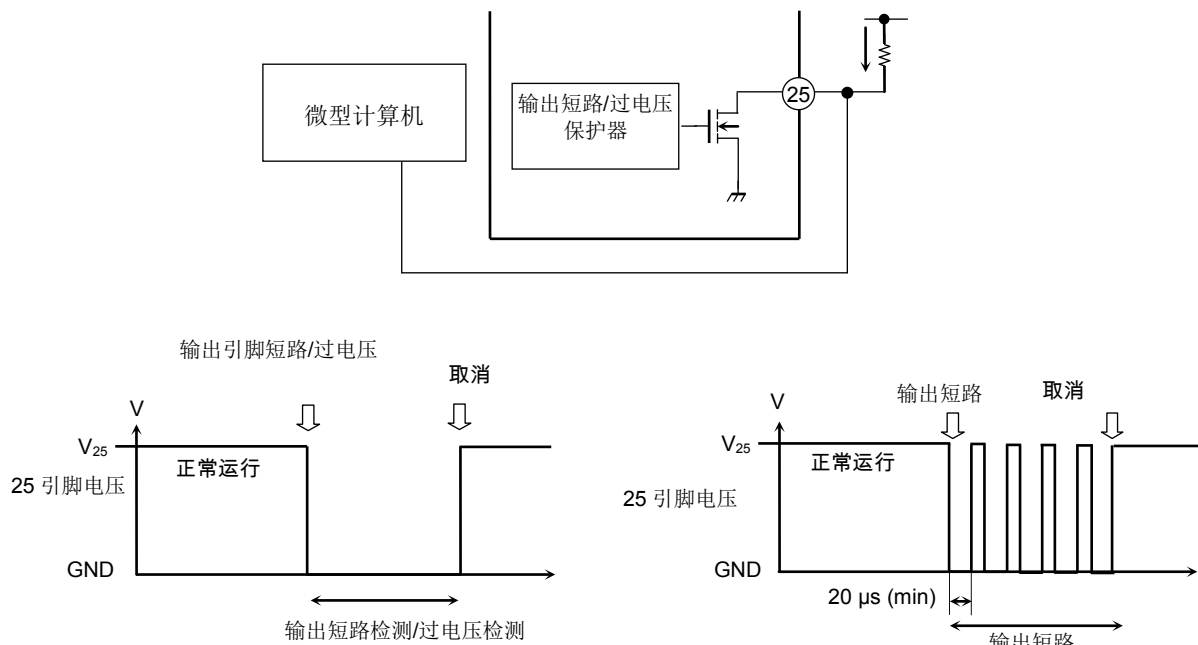 微型计算机
输出短路/过电压
保护器
25
输出引脚短路/过电压
取消
V
V25
正常运行
25 引脚电压
GND
输出短路检测/过电压检测
输出短路
取消
V
V25
正常运行
25 引脚电压
GND
20 µs (min)
输出短路